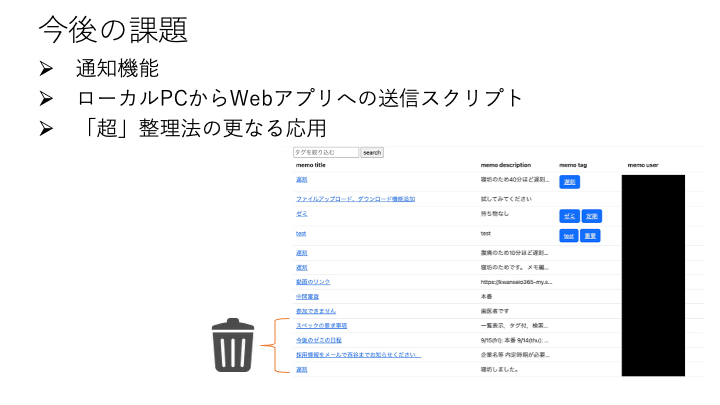 今後の課題
➢ 通知機能
➢ ローカルPCからWebアプリへの送信スクリプト
➢ 「超」整理法の更なる応用
タグを絞り込む search
memo title memo description memo tag memo user
遅刻 寝坊のため40分ほど遅刻... 遅刻
ファイルアップロード、ダウンロード機能追加 試してみてください
ゼミ 持ち物なし ゼミ 定期
test test test 重要
遅刻 腹痛のため10分ほど遅刻...
遅刻 寝坊のためです。 メモ編...
動画のリンク https://kwanseio365-my.s...
中間審査 本番
参加できません 歯医者です
スペックの要求事項 一覧表示、タグ付、検索...
今後のゼミの日程 9/15(fri): 本番 9/14(thu): ...
採用情報をメールで西谷までお知らせください 企業名等 内定時期が必要...
遅刻 寝坊しました。